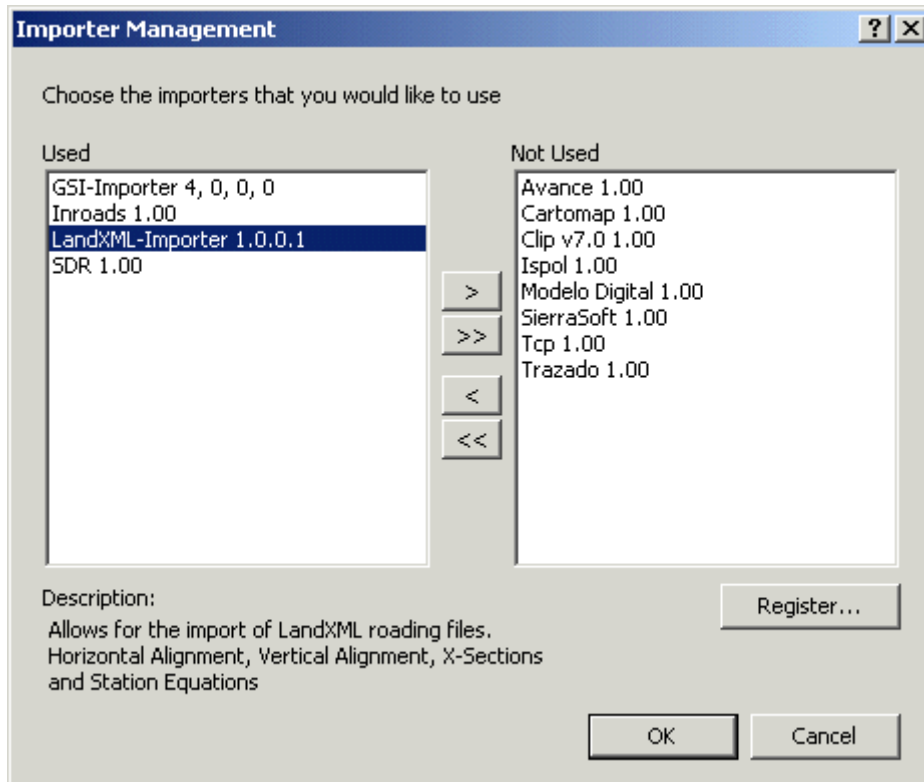 Importer Management
Choose the importers that you would like to use
Used
GSI-Importer 4, 0, 0, 0
Inroads 1.00
LandXML-Importer 1.0.0.1
SDR 1.00
>
>>
<
<<
Not Used
Avance 1.00
Cartomap 1.00
Clip v7.0 1.00
Ispol 1.00
Modelo Digital 1.00
SierraSoft 1.00
Tcp 1.00
Trazado 1.00
Description:
Allows for the import of LandXML roading files.
Horizontal Alignment, Vertical Alignment, X-Sections
and Station Equations
Register...
OK
Cancel